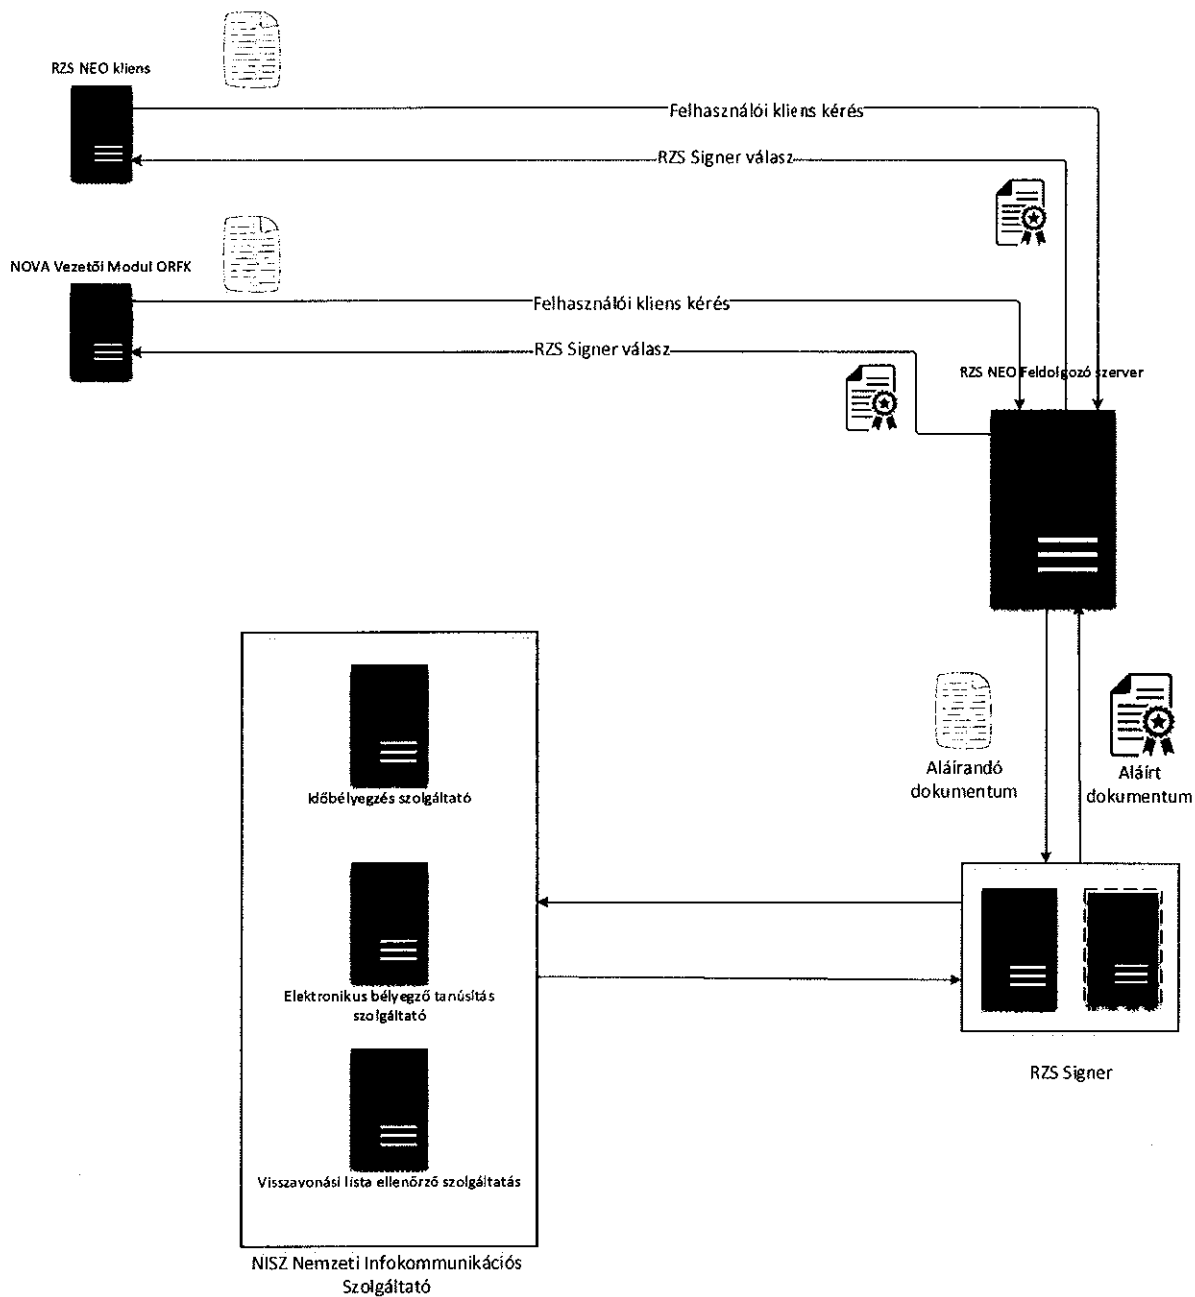 RZS NEO kliens
Felhasználói kliens kérés
RZS Signer válasz
NOVA Vezetői Modul ORFK
Felhasználói kliens kérés
RZS Signer válasz
RZS NEO Feldolgozó szerver
Aláírandó
dokumentum
Aláírt
dokumentum
Időbélyegzés szolgáltató
Elektronikus bélyegző tanúsítás
szolgáltató
Visszavonási lista ellenőrző szolgáltatás
RZS Signer
NISZ Nemzeti Infokommunikációs
Szolgáltató